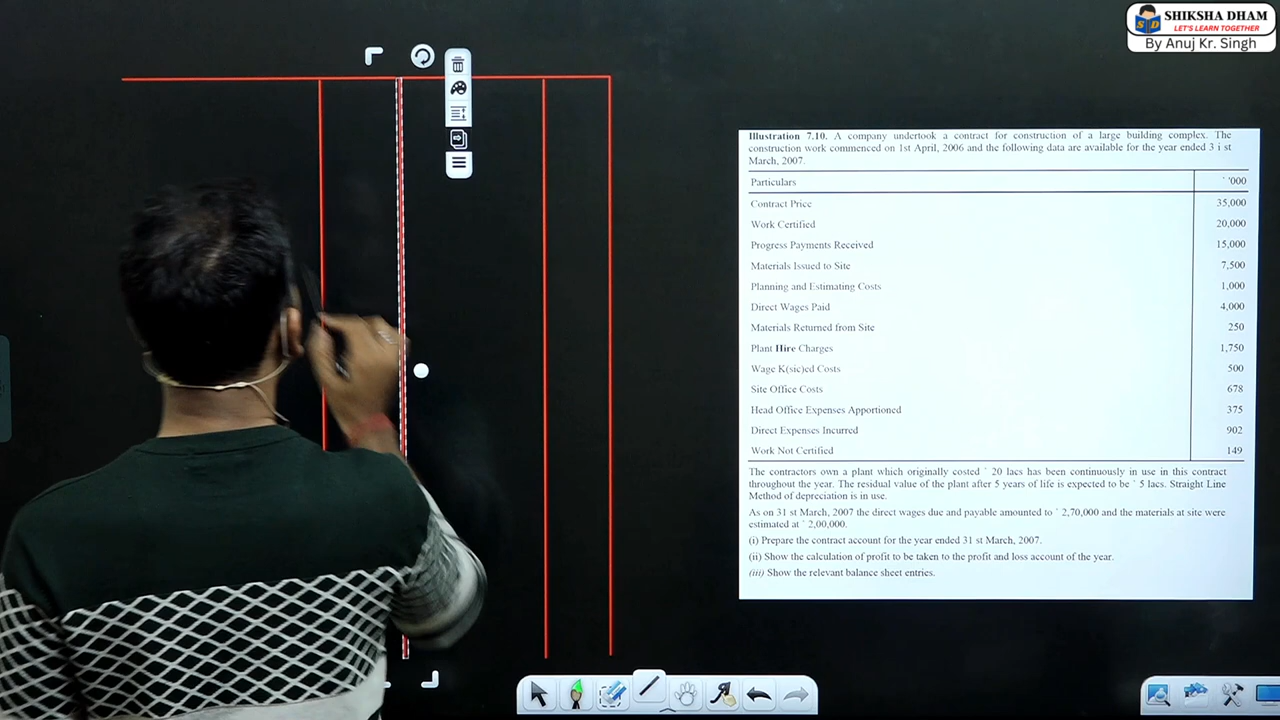 SHIKSHA DHAM
LET'S LEARN TOGETHER
By Anuj Kr. Singh
S D
Illustration 7.10. A company undertook a contract for construction of a large building complex. The
construction work commenced on 1st April, 2006 and the following data are available for the year ended 3 i st
March, 2007.
Particulars ` '000
Contract Price 35,000
Work Certified 20,000
Progress Payments Received 15,000
Materials Issued to Site 7,500
Planning and Estimating Costs 1,000
Direct Wages Paid 4,000
Materials Returned from Site 250
Plant Hire Charges 1,750
Wage K(sic)ed Costs 500
Site Office Costs 678
Head Office Expenses Apportioned 375
Direct Expenses Incurred 902
Work Not Certified 149
The contractors own a plant which originally costed ` 20 lacs has been continuously in use in this contract
throughout the year. The residual value of the plant after 5 years of life is expected to be ` 5 lacs. Straight Line
Method of depreciation is in use.
As on 31 st March, 2007 the direct wages due and payable amounted to ` 2,70,000 and the materials at site were
estimated at ` 2,00,000.
(i) Prepare the contract account for the year ended 31 st March, 2007.
(ii) Show the calculation of profit to be taken to the profit and loss account of the year.
(iii) Show the relevant balance sheet entries.